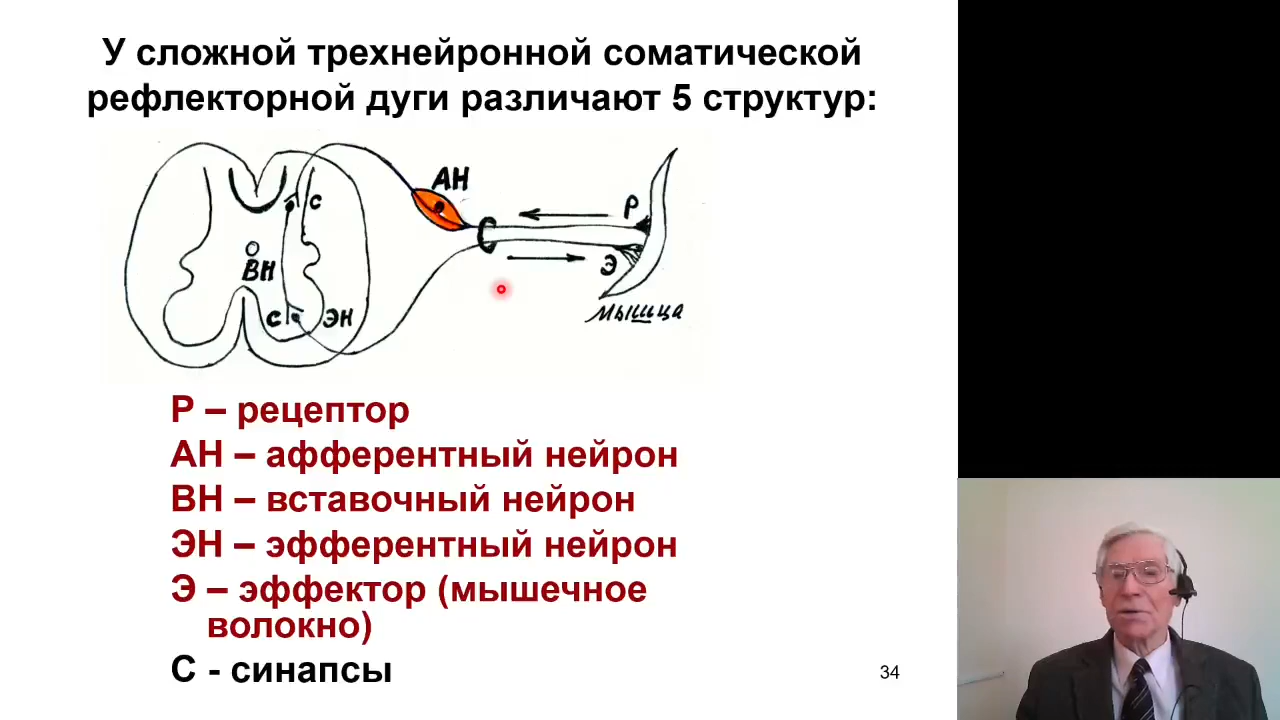 У сложной трехнейронной соматической
рефлекторной дуги различают 5 структур:
АН
С
Р
ВН
Э
С
ЭН
мышца
Р – рецептор
АН – афферентный нейрон
ВН – вставочный нейрон
ЭН – эфферентный нейрон
Э – эффектор (мышечное
волокно)
С - синапсы
34